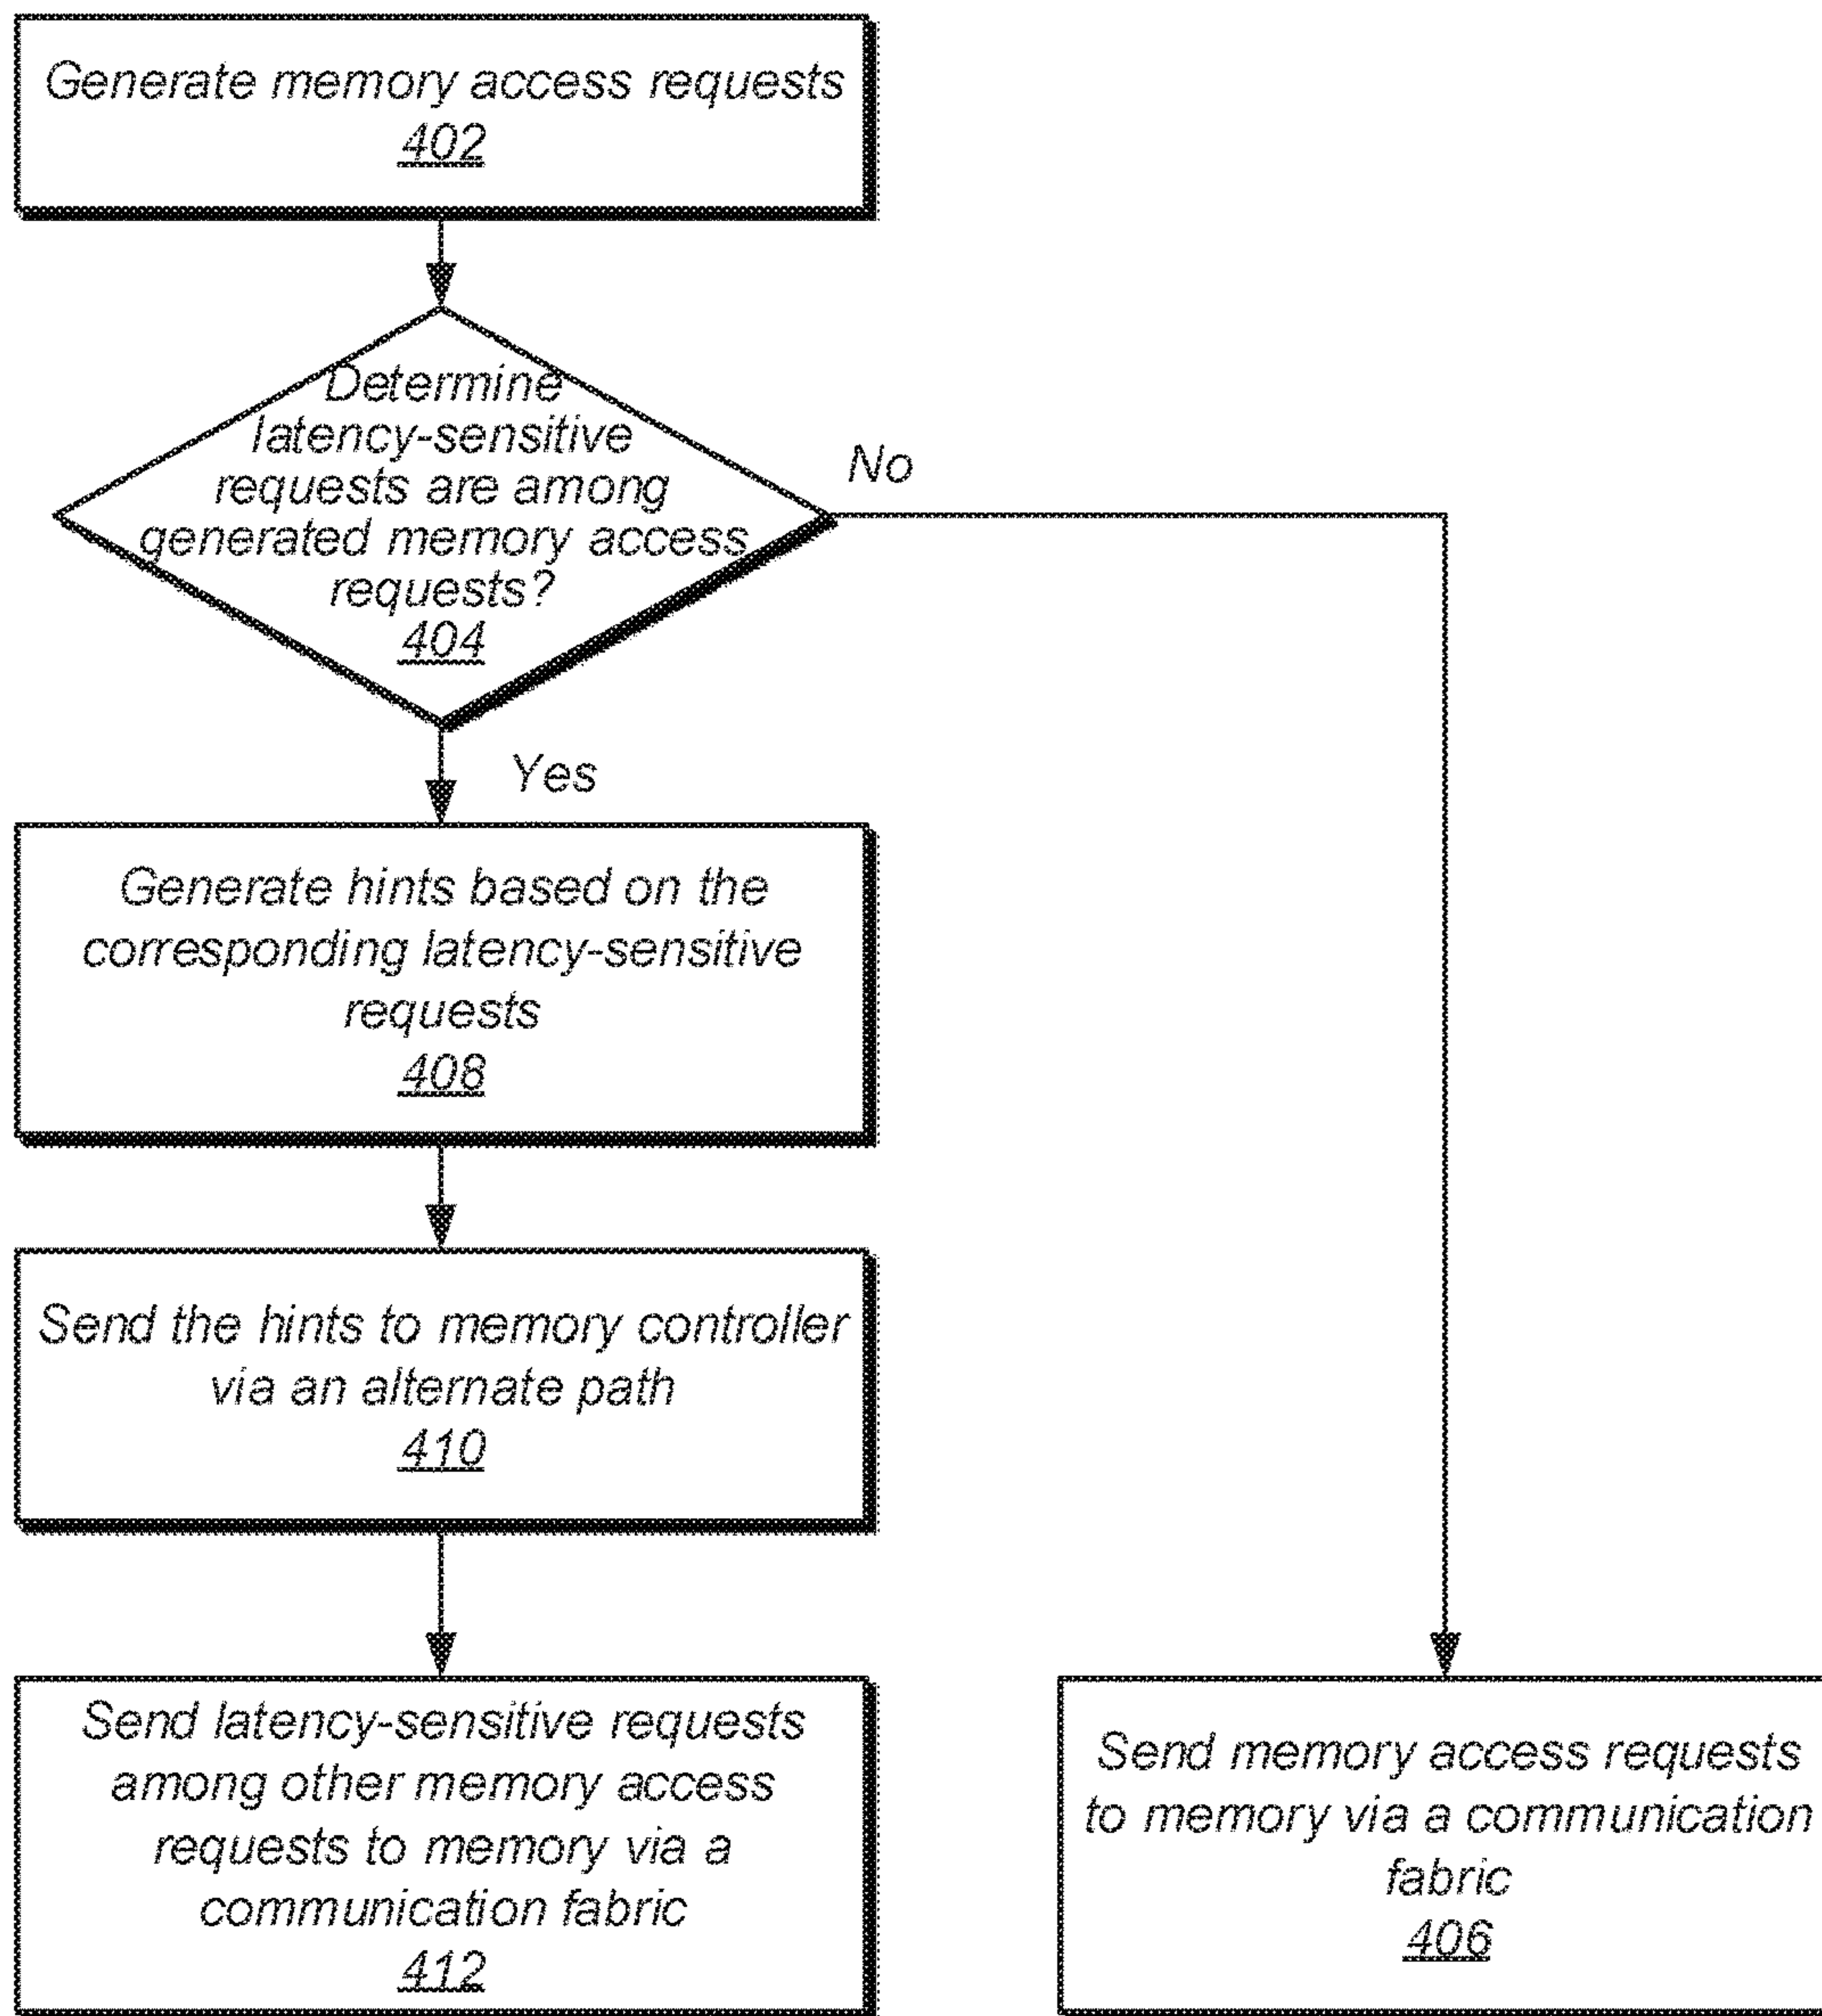 Generate memory access requests
402
Determine
latency-sensitive
requests are among
generated memory access
requests?
404
No
Yes
Generate hints based on the
corresponding latency-sensitive
requests
408
Send the hints to memory controller
via an alternate path
410
Send latency-sensitive requests
among other memory access
requests to memory via a
communication fabric
412
Send memory access requests
to memory via a communication
fabric
406